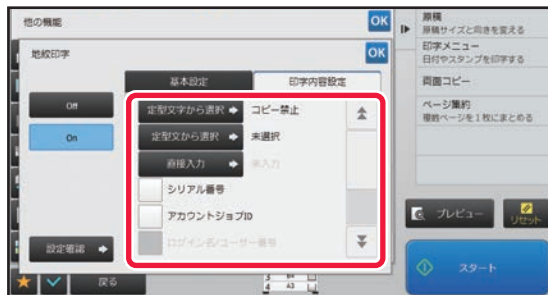 他の機能
OK
地紋印字
OK
基本設定
印字内容設定
Off
On
定型文字から選択
コピー禁止
定型文から選択
未選択
直接入力
未入力
シリアル番号
アカウントジョブID
ログイン名/ユーザー番号
設定確認
戻る
3 B4
4 A3
原稿
原稿サイズと向きを変える
印字メニュー
日付やスタンプを印字する
両面コピー
ページ集約
複数ページを1枚にまとめる
プレビュー
リセット
スタート